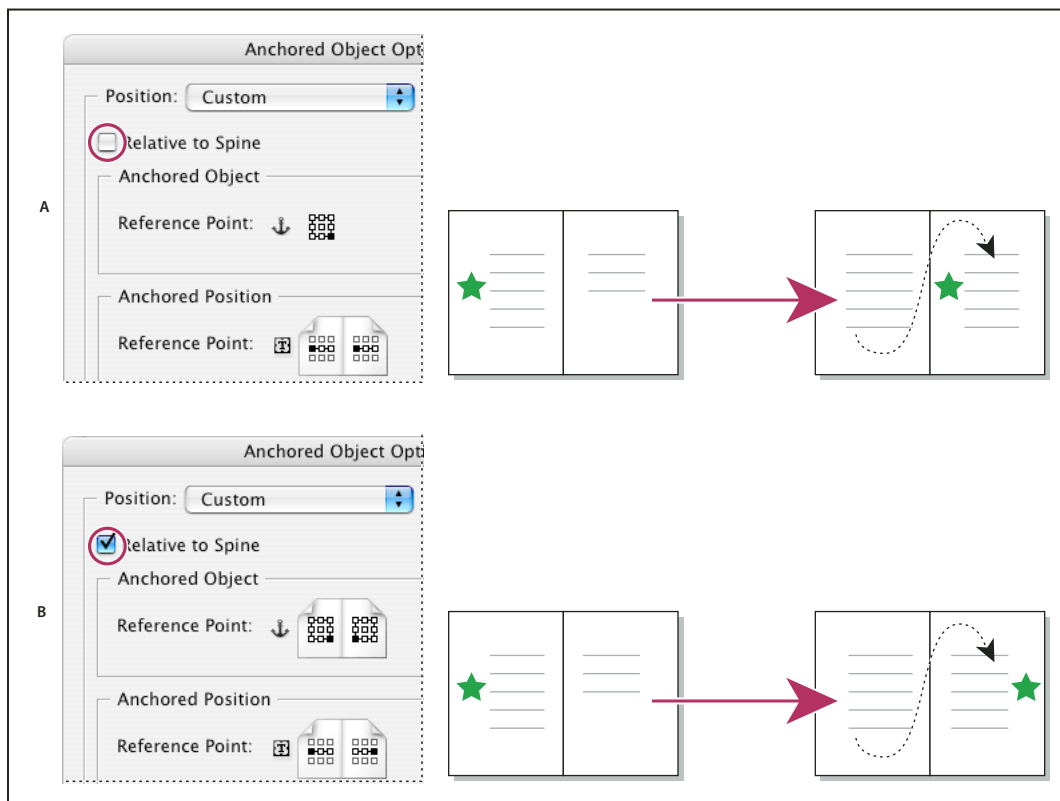 Anchored Object Opt
Position: Custom
Relative to Spine
Anchored Object
A
Reference Point:
Anchored Position
Reference Point:
Anchored Object Opti
Position: Custom
Relative to Spine
Anchored Object
B
Reference Point:
Anchored Position
Reference Point: